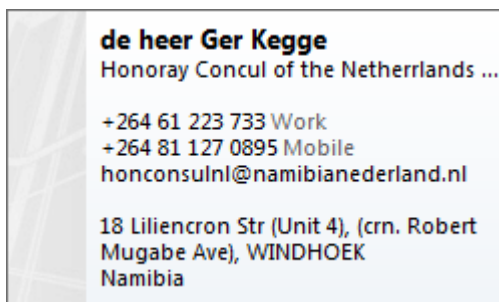 de heer Ger Kegge
Honoray Concul of the Netherrlands ...
+264 61 223 733 Work
+264 81 127 0895 Mobile
honconsulnl@namibianederland.nl
18 Liliencron Str (Unit 4), (crn. Robert
Mugabe Ave), WINDHOEK
Namibia